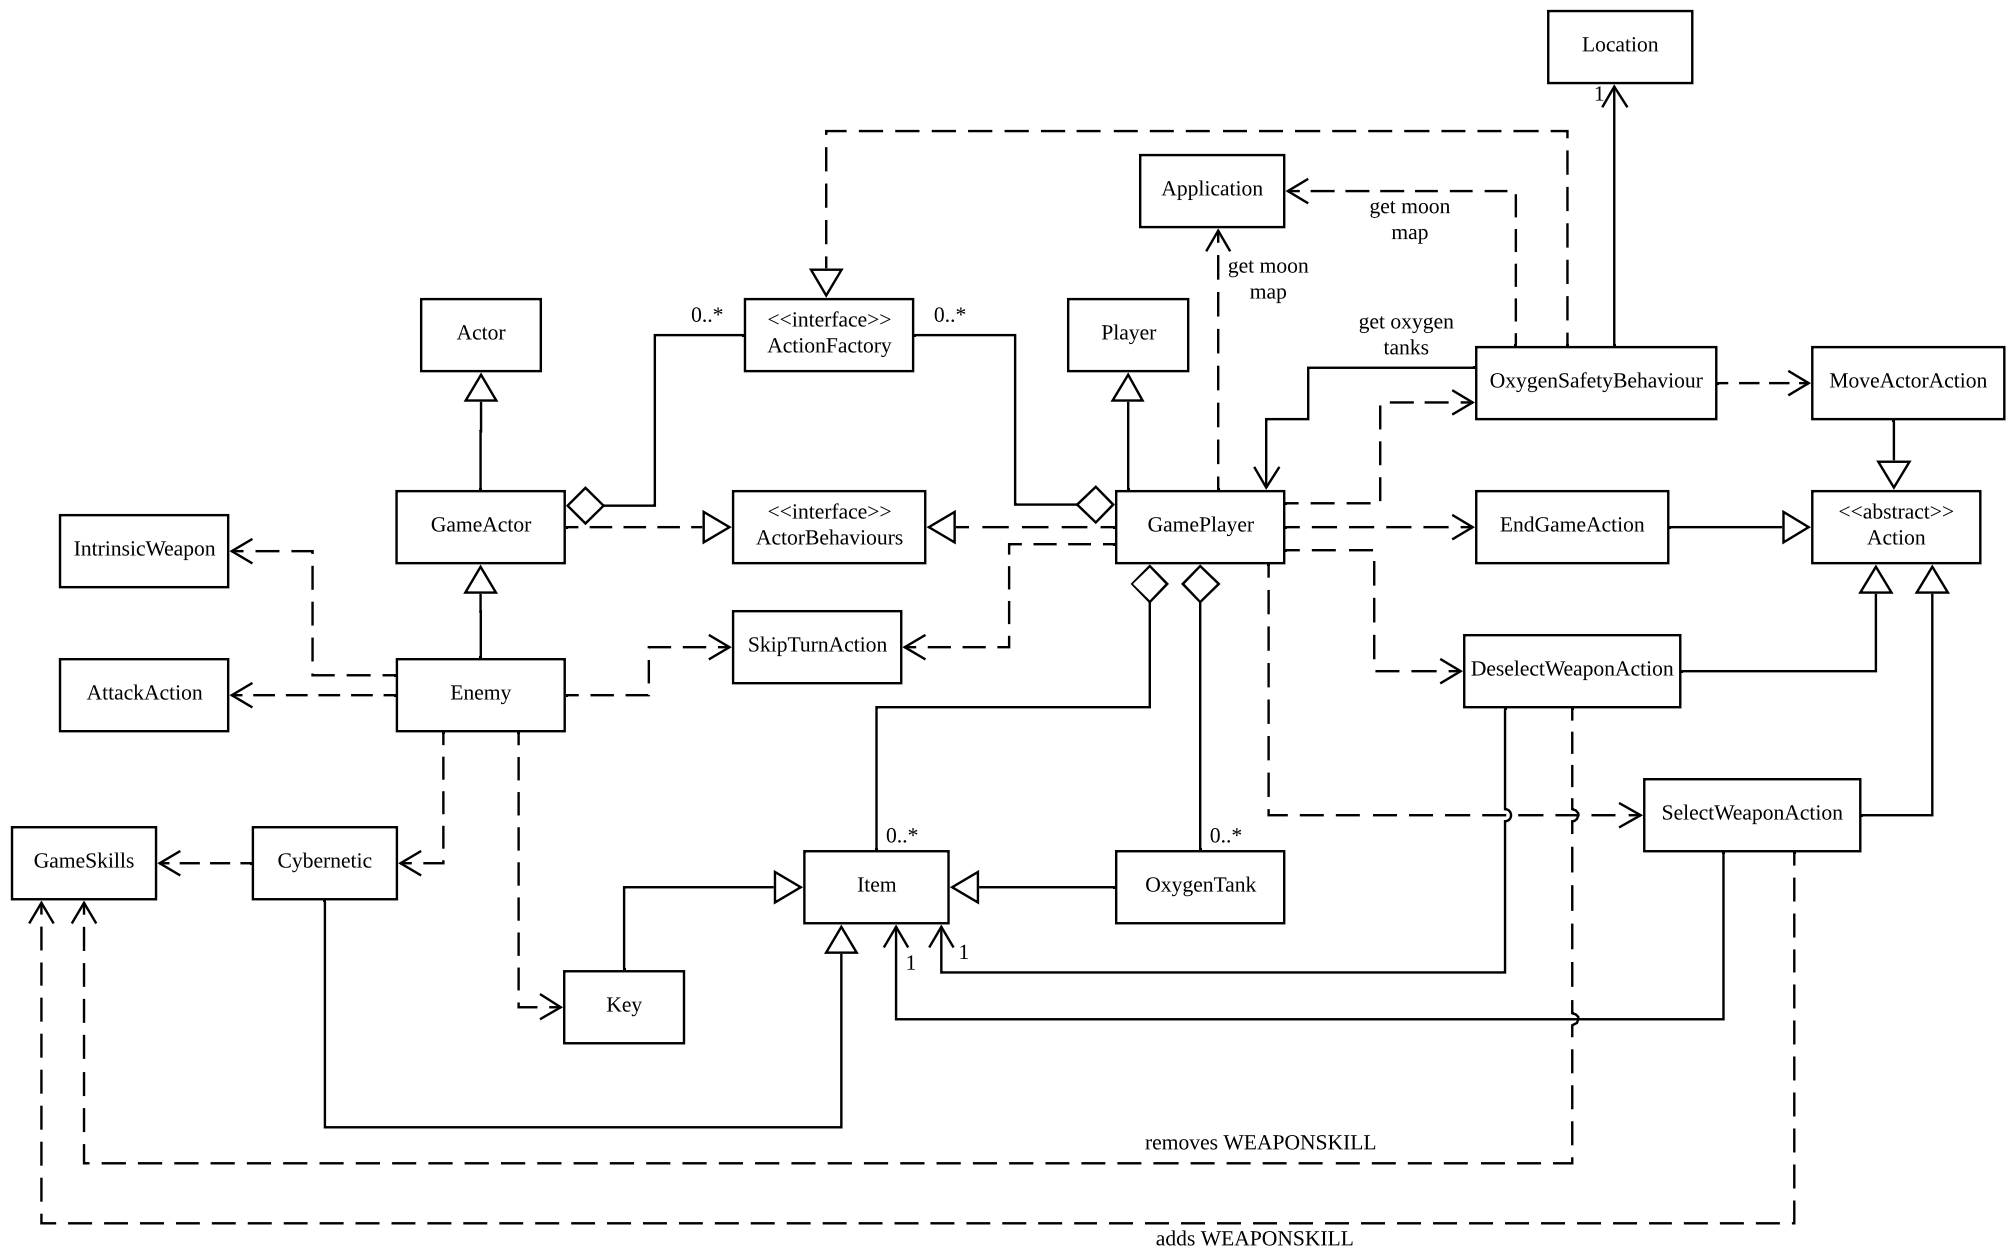 Location
1
Application
get moon
map
get moon
map
Actor
0..*
<<interface>>
ActionFactory
0..*
Player
get oxygen
tanks
OxygenSafetyBehaviour
MoveActorAction
IntrinsicWeapon
GameActor
<<interface>>
ActorBehaviours
GamePlayer
EndGameAction
<<abstract>>
Action
AttackAction
Enemy
SkipTurnAction
DeselectWeaponAction
SelectWeaponAction
GameSkills
Cybernetic
0..*
0..*
Item
OxygenTank
1
1
Key
removes WEAPONSKILL
adds WEAPONSKILL